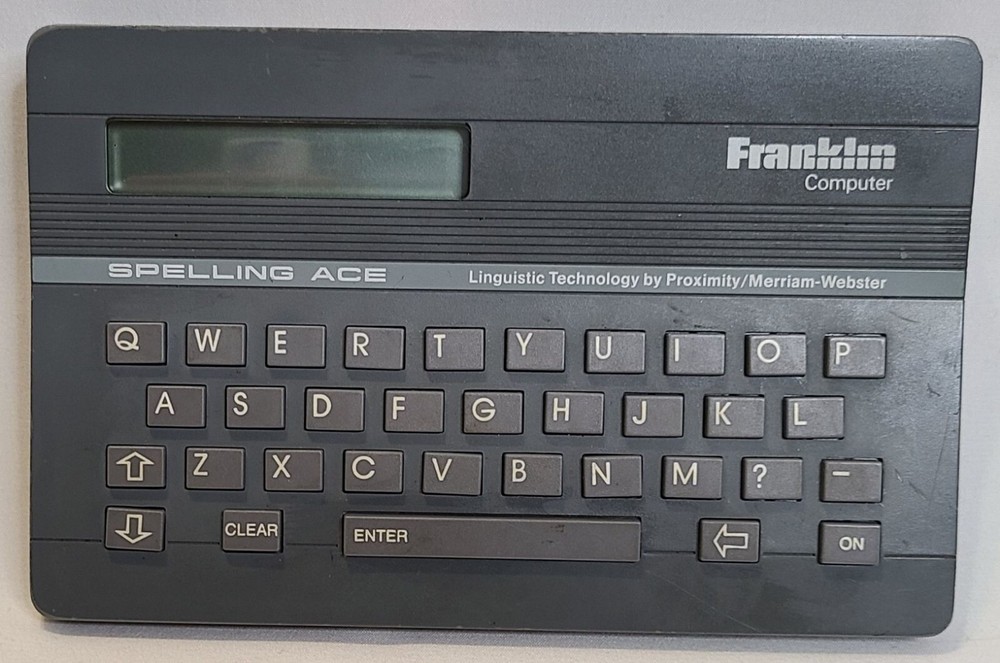 Franklin
Computer
SPELLING ACE Linguistic Technology by Proximity/Merriam-Webster
Q W E R T Y U I O P
A S D F G H J K L
Z X C V B N M ? −
CLEAR ENTER ON